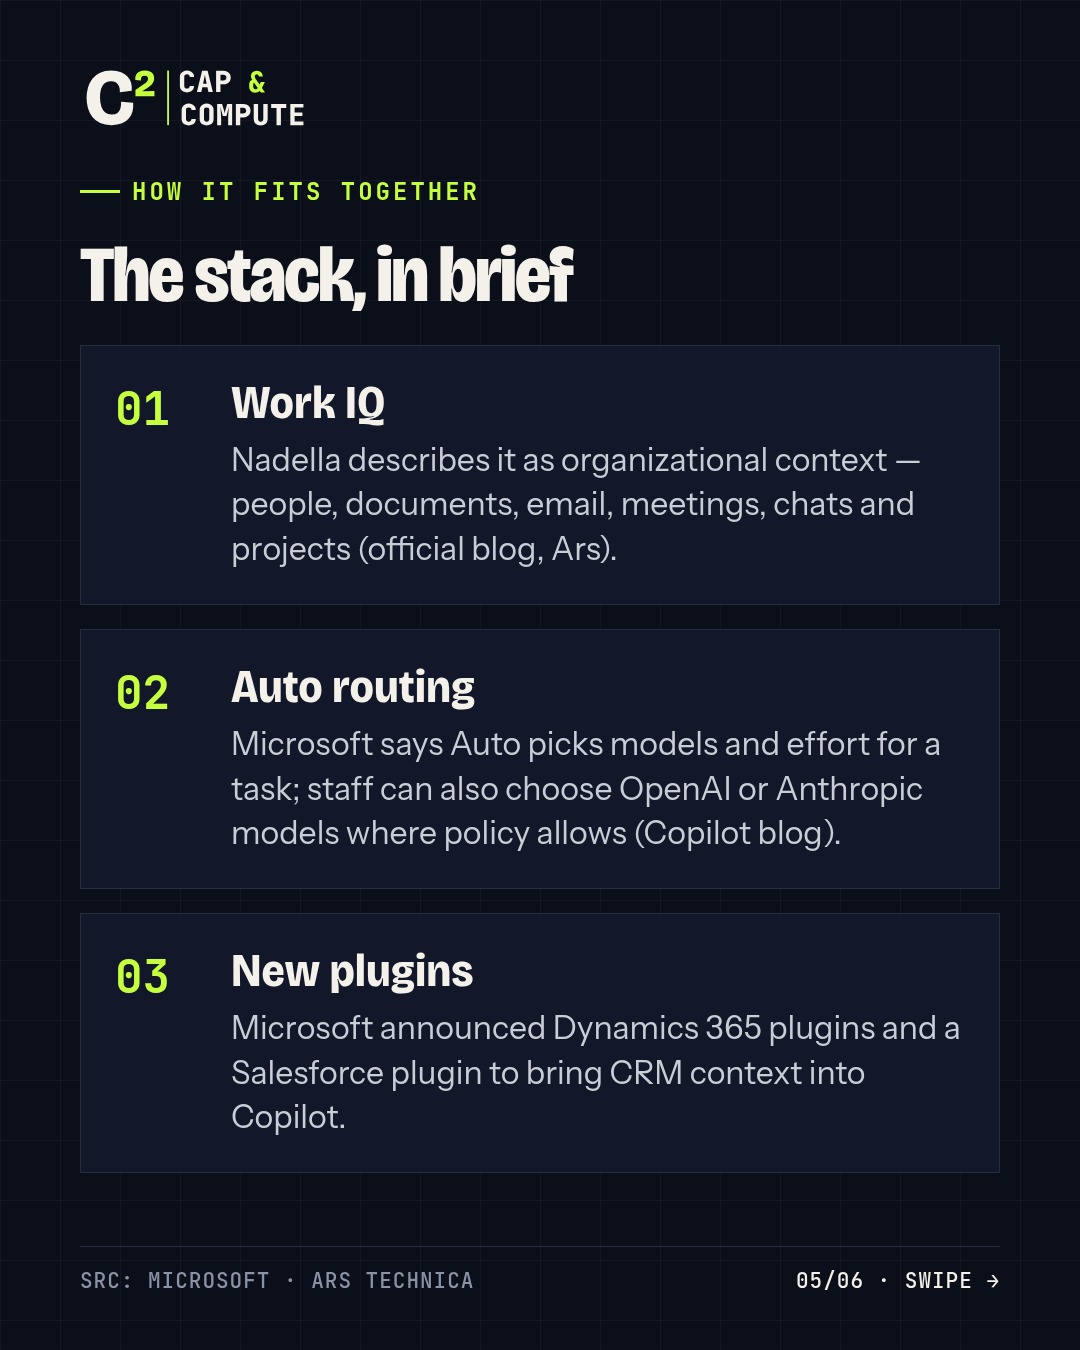 C² CAP &
COMPUTE
HOW IT FITS TOGETHER
The stack, in brief
01
Work IQ
Nadella describes it as organizational context —
people, documents, email, meetings, chats and
projects (official blog, Ars).
02
Auto routing
Microsoft says Auto picks models and effort for a
task; staff can also choose OpenAI or Anthropic
models where policy allows (Copilot blog).
03
New plugins
Microsoft announced Dynamics 365 plugins and a
Salesforce plugin to bring CRM context into
Copilot.
SRC: MICROSOFT · ARS TECHNICA
05/06 · SWIPE →